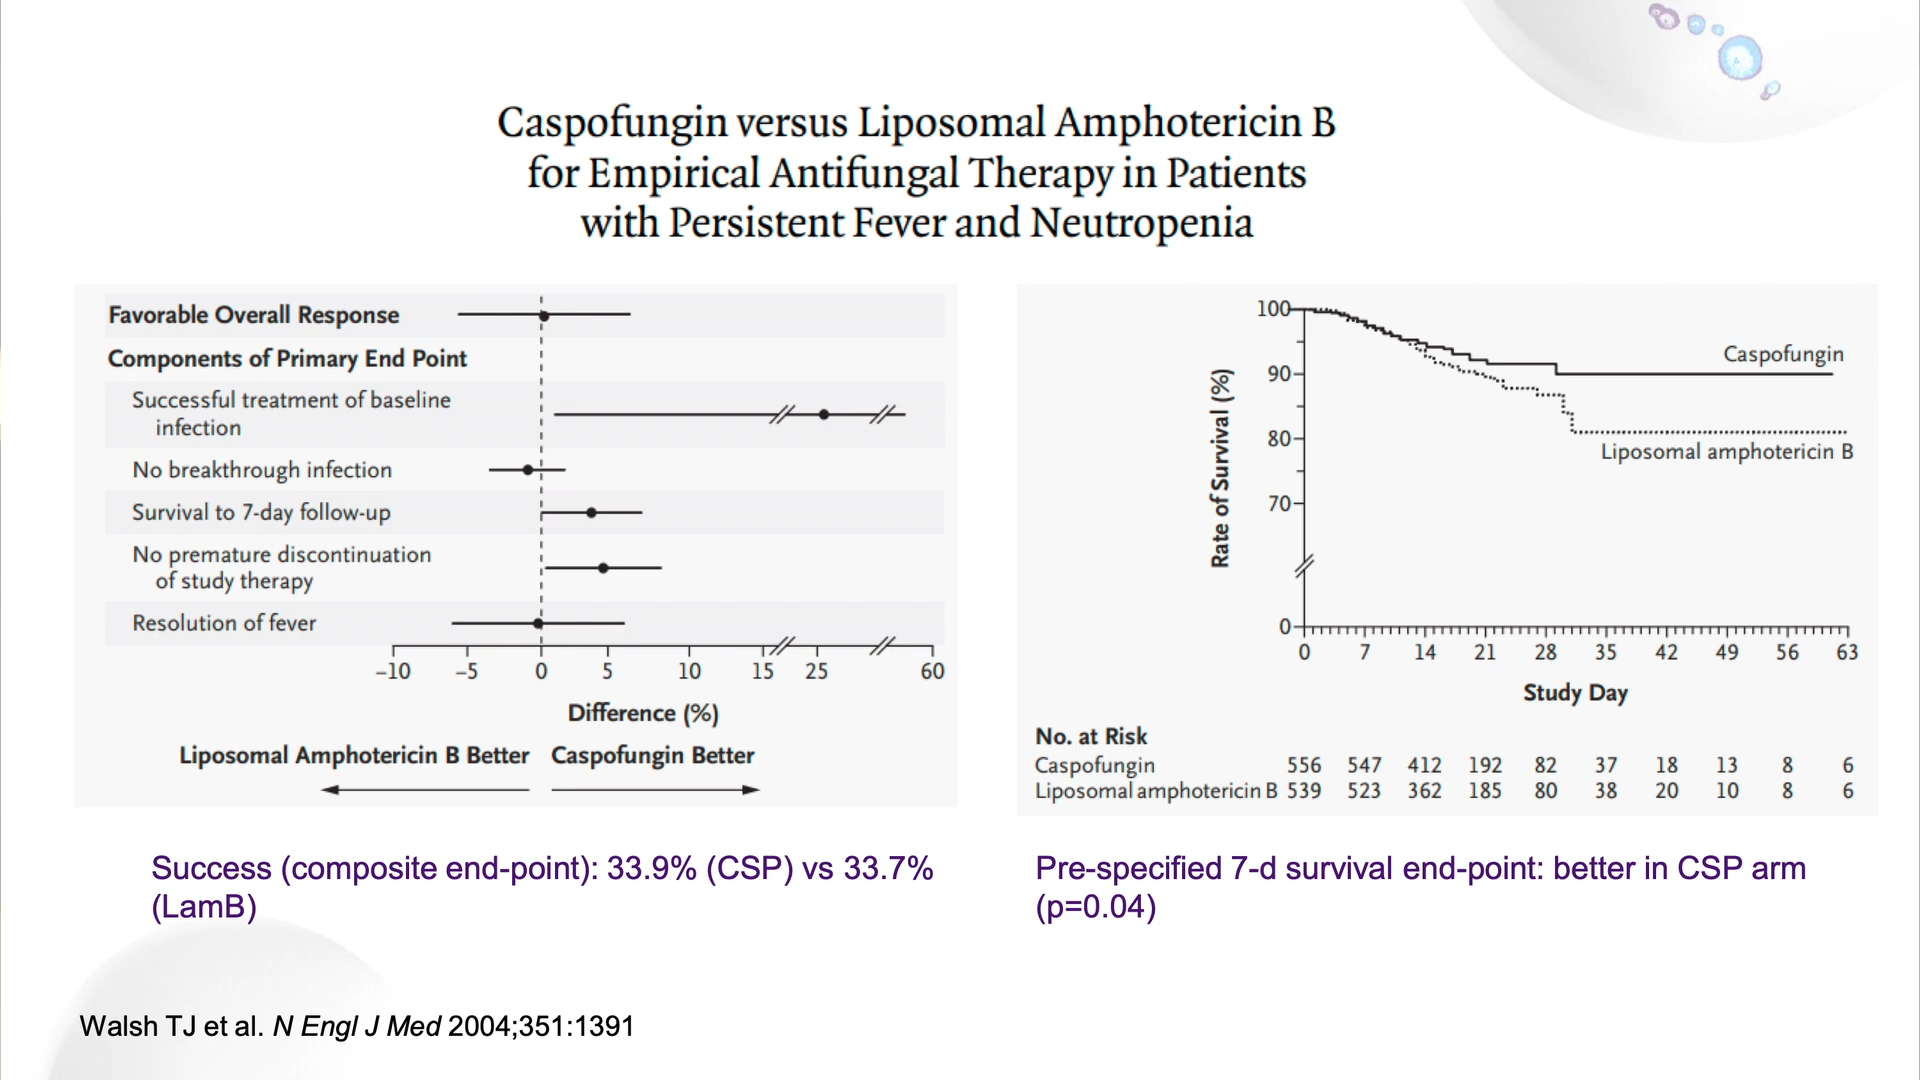 Caspofungin versus Liposomal Amphotericin B
for Empirical Antifungal Therapy in Patients
with Persistent Fever and Neutropenia
Favorable Overall Response
Components of Primary End Point
Successful treatment of baseline
infection
No breakthrough infection
Survival to 7-day follow-up
No premature discontinuation
of study therapy
Resolution of fever
−10 −5 0 5 10 15 25 60
Difference (%)
Liposomal Amphotericin B Better Caspofungin Better
100
90
80
70
0
Rate of Survival (%)
Caspofungin
Liposomal amphotericin B
0 7 14 21 28 35 42 49 56 63
Study Day
No. at Risk
Caspofungin 556 547 412 192 82 37 18 13 8 6
Liposomal amphotericin B 539 523 362 185 80 38 20 10 8 6
Success (composite end-point): 33.9% (CSP) vs 33.7%
(LamB)
Pre-specified 7-d survival end-point: better in CSP arm
(p=0.04)
Walsh TJ et al. N Engl J Med 2004;351:1391